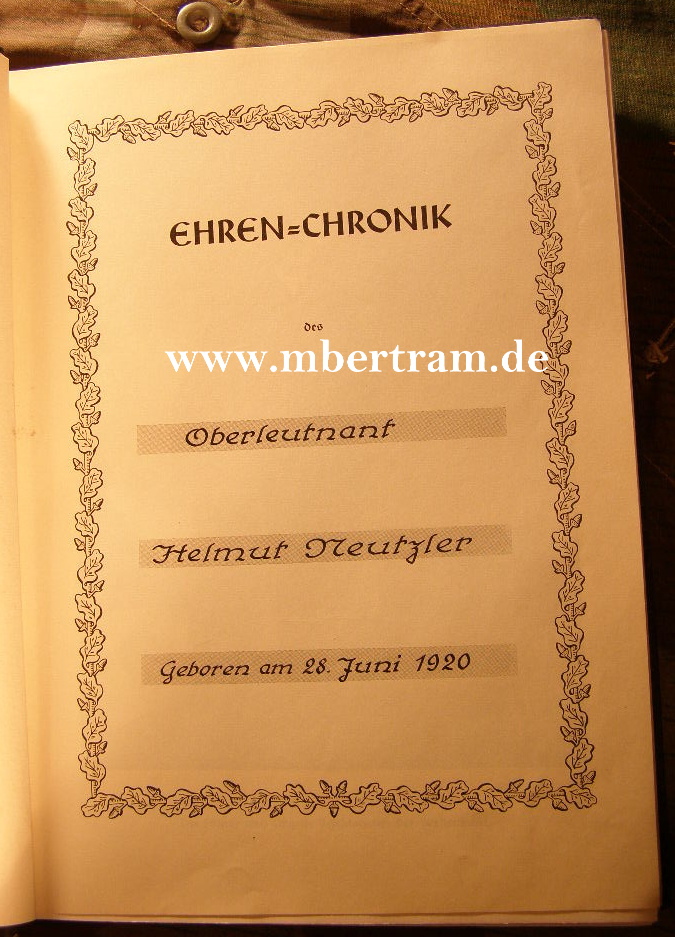 EHREN=CHRONIK
des
www.mbertram.de
Oberleutnant
Helmut Neutzler
Geboren am 28. Juni 1920